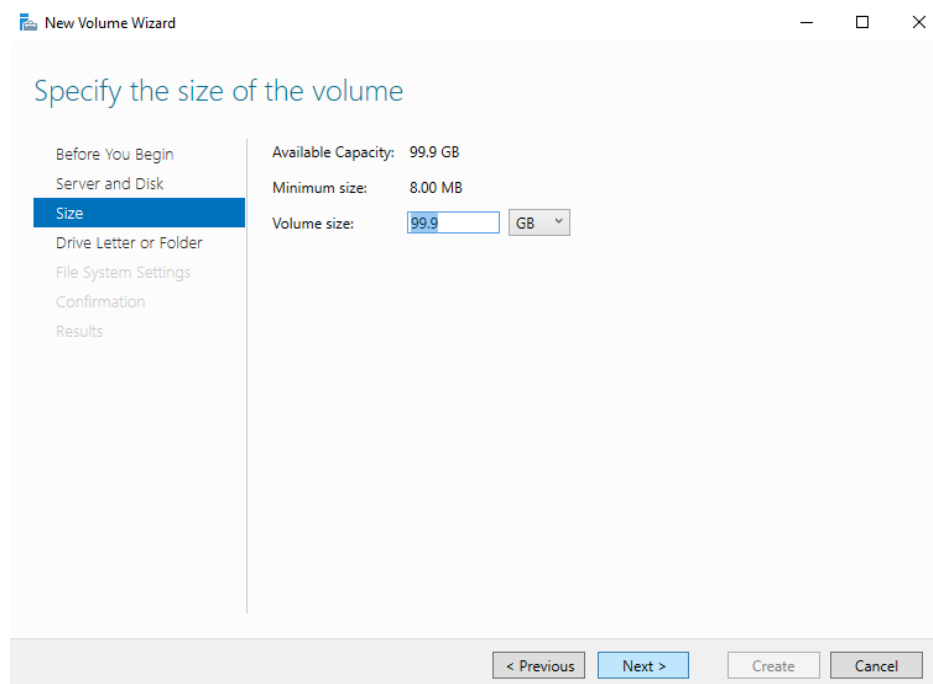 New Volume Wizard
Specify the size of the volume
Before You Begin
Server and Disk
Size
Drive Letter or Folder
File System Settings
Confirmation
Results
Available Capacity: 99.9 GB
Minimum size: 8.00 MB
Volume size: 99.9 GB
< Previous Next > Create Cancel